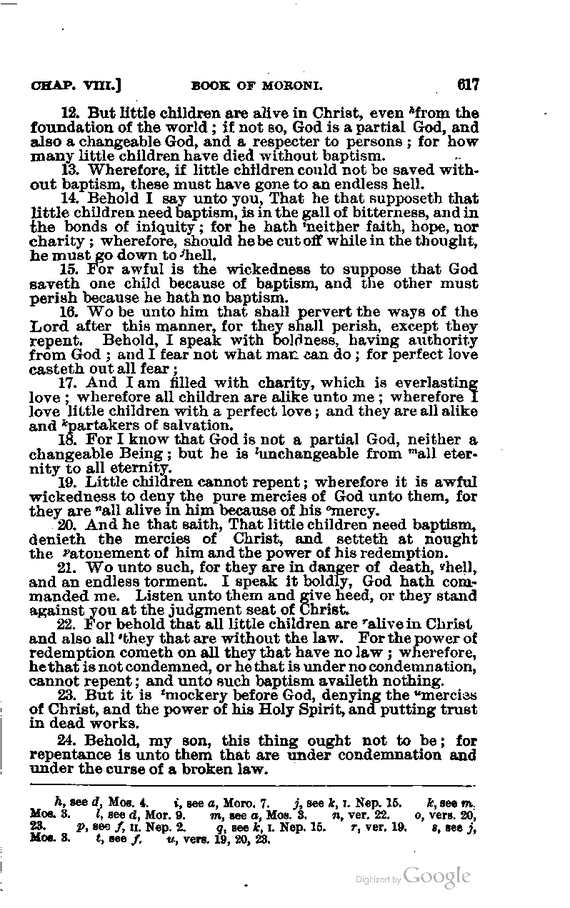 CHAP. VIII.] BOOK OF MORONI. 617
12. But little children are alive in Christ, even ʰfrom the
foundation of the world; if not so, God is a partial God, and
also a changeable God, and a respecter to persons; for how
many little children have died without baptism.
13. Wherefore, if little children could not be saved with-
out baptism, these must have gone to an endless hell.
14. Behold I say unto you, That he that supposeth that
little children need baptism, is in the gall of bitterness, and in
the bonds of iniquity; for he hath ⁱneither faith, hope, nor
charity; wherefore, should he be cut off while in the thought,
he must go down to ʲhell.
15. For awful is the wickedness to suppose that God
saveth one child because of baptism, and the other must
perish because he hath no baptism.
16. Wo be unto him that shall pervert the ways of the
Lord after this manner, for they shall perish, except they
repent. Behold, I speak with boldness, having authority
from God; and I fear not what man can do; for perfect love
casteth out all fear;
17. And I am filled with charity, which is everlasting
love; wherefore all children are alike unto me; wherefore I
love little children with a perfect love; and they are all alike
and ᵏpartakers of salvation.
18. For I know that God is not a partial God, neither a
changeable Being; but he is ˡunchangeable from ᵐall eter-
nity to all eternity.
19. Little children cannot repent; wherefore it is awful
wickedness to deny the pure mercies of God unto them, for
they are ⁿall alive in him because of his ᵒmercy.
20. And he that saith, That little children need baptism,
denieth the mercies of Christ, and setteth at nought
the ᵖatonement of him and the power of his redemption.
21. Wo unto such, for they are in danger of death, qhell,
and an endless torment. I speak it boldly, God hath com-
manded me. Listen unto them and give heed, or they stand
against you at the judgment seat of Christ.
22. For behold that all little children are ʳalive in Christ
and also all ˢthey that are without the law. For the power of
redemption cometh on all they that have no law; wherefore,
he that is not condemned, or he that is under no condemnation,
cannot repent; and unto such baptism availeth nothing.
23. But it is ᵗmockery before God, denying the ᵘmercies
of Christ, and the power of his Holy Spirit, and putting trust
in dead works.
24. Behold, my son, this thing ought not to be; for
repentance is unto them that are under condemnation and
under the curse of a broken law.
h, see d, Mos. 4. i, see a, Moro. 7. j, see k, I. Nep. 15. k, see m,
Mos. 3. l, see d, Mor. 9. m, see a, Mos. 3. n, ver. 22. o, vers. 20,
23. p, see f, II. Nep. 2. q, see k, I. Nep. 15. r, ver. 19. s, see j,
Mos. 3. t, see f. u, vers. 19, 20, 23.
Digitized by Google